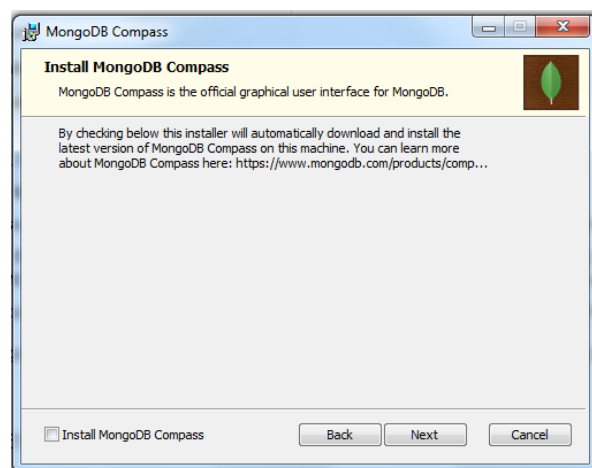 MongoDB Compass
Install MongoDB Compass
MongoDB Compass is the official graphical user interface for MongoDB.
By checking below this installer will automatically download and install the
latest version of MongoDB Compass on this machine. You can learn more
about MongoDB Compass here: https://www.mongodb.com/products/comp...
Install MongoDB Compass
Back
Next
Cancel